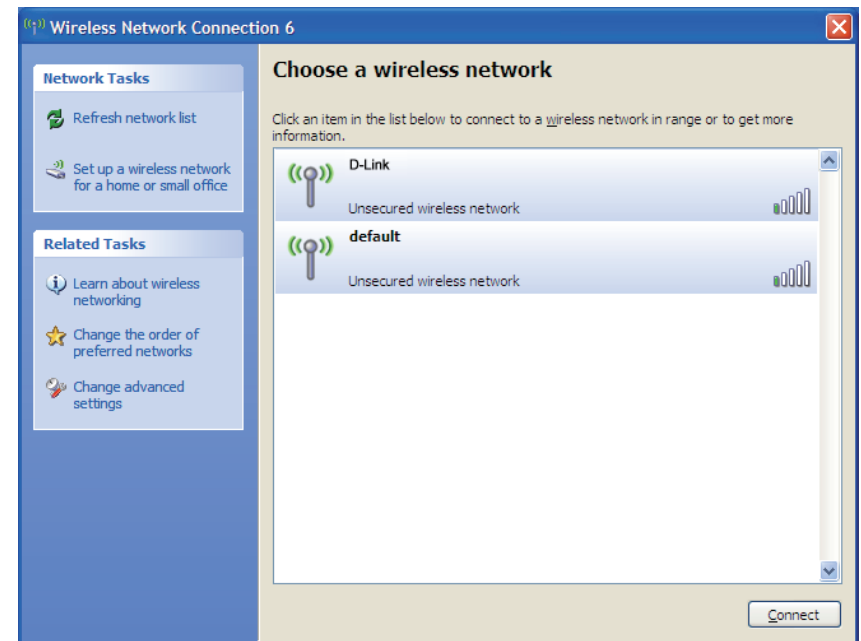 Wireless Network Connection 6
Network Tasks
Refresh network list
Set up a wireless network
for a home or small office
Related Tasks
Learn about wireless
networking
Change the order of
preferred networks
Change advanced
settings
Choose a wireless network
Click an item in the list below to connect to a wireless network in range or to get more
information.
D-Link
Unsecured wireless network
default
Unsecured wireless network
Connect